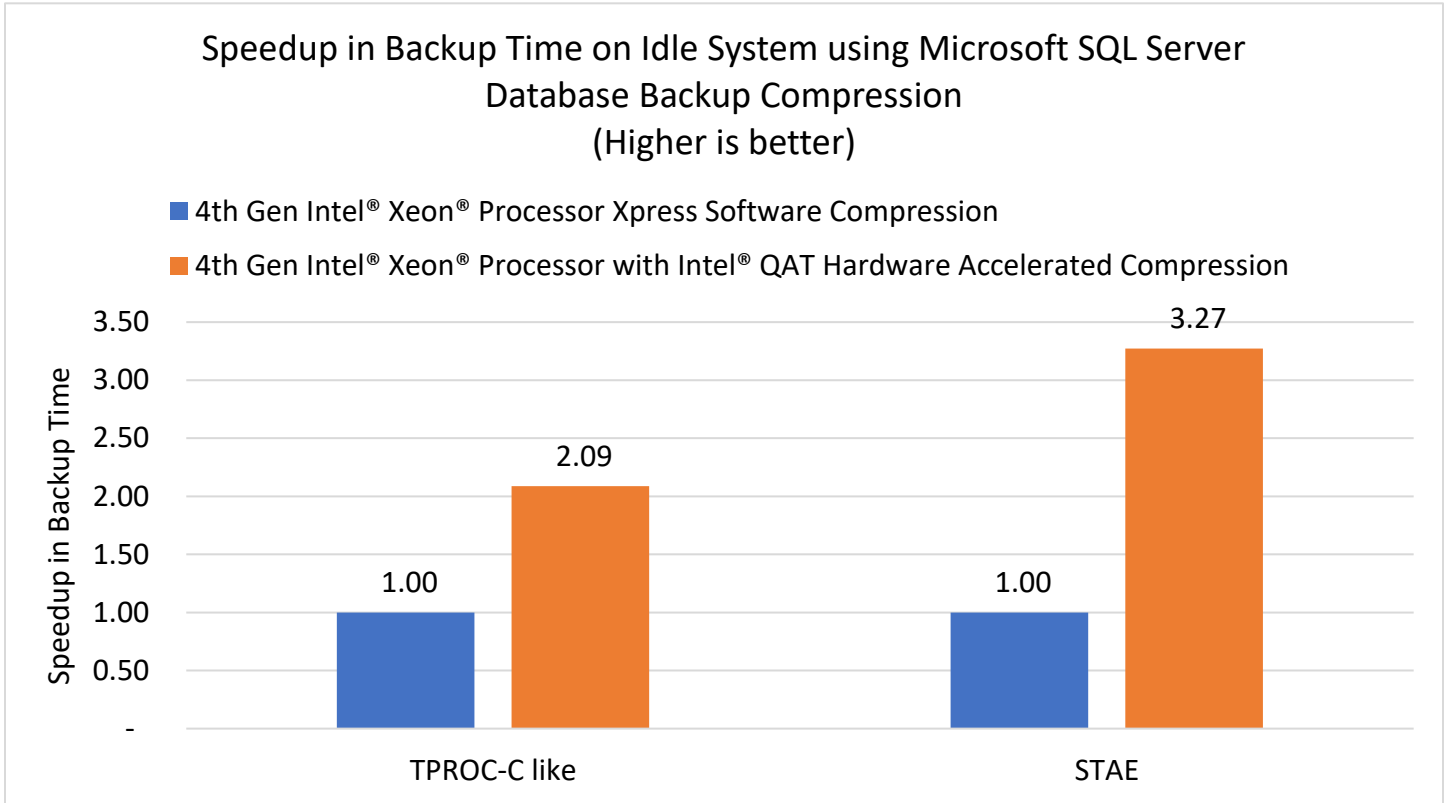 Speedup in Backup Time on Idle System using Microsoft SQL Server
Database Backup Compression
(Higher is better)
4th Gen Intel® Xeon® Processor Xpress Software Compression
4th Gen Intel® Xeon® Processor with Intel® QAT Hardware Accelerated Compression
Speedup in Backup Time
3.50
3.00
2.50
2.00
1.50
1.00
0.50
-
1.00
2.09
1.00
3.27
TPROC-C like
STAE